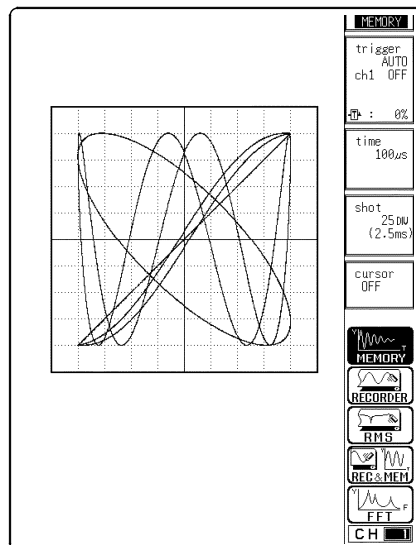 MEMORY
trigger
AUTO
ch1 OFF
T : 0%
time
100µs
shot
25DIV
(2.5ms)
cursor
OFF
Y T
MEMORY
RECORDER
RMS
Y Y T
REC&MEM
Y F
FFT
CH 1